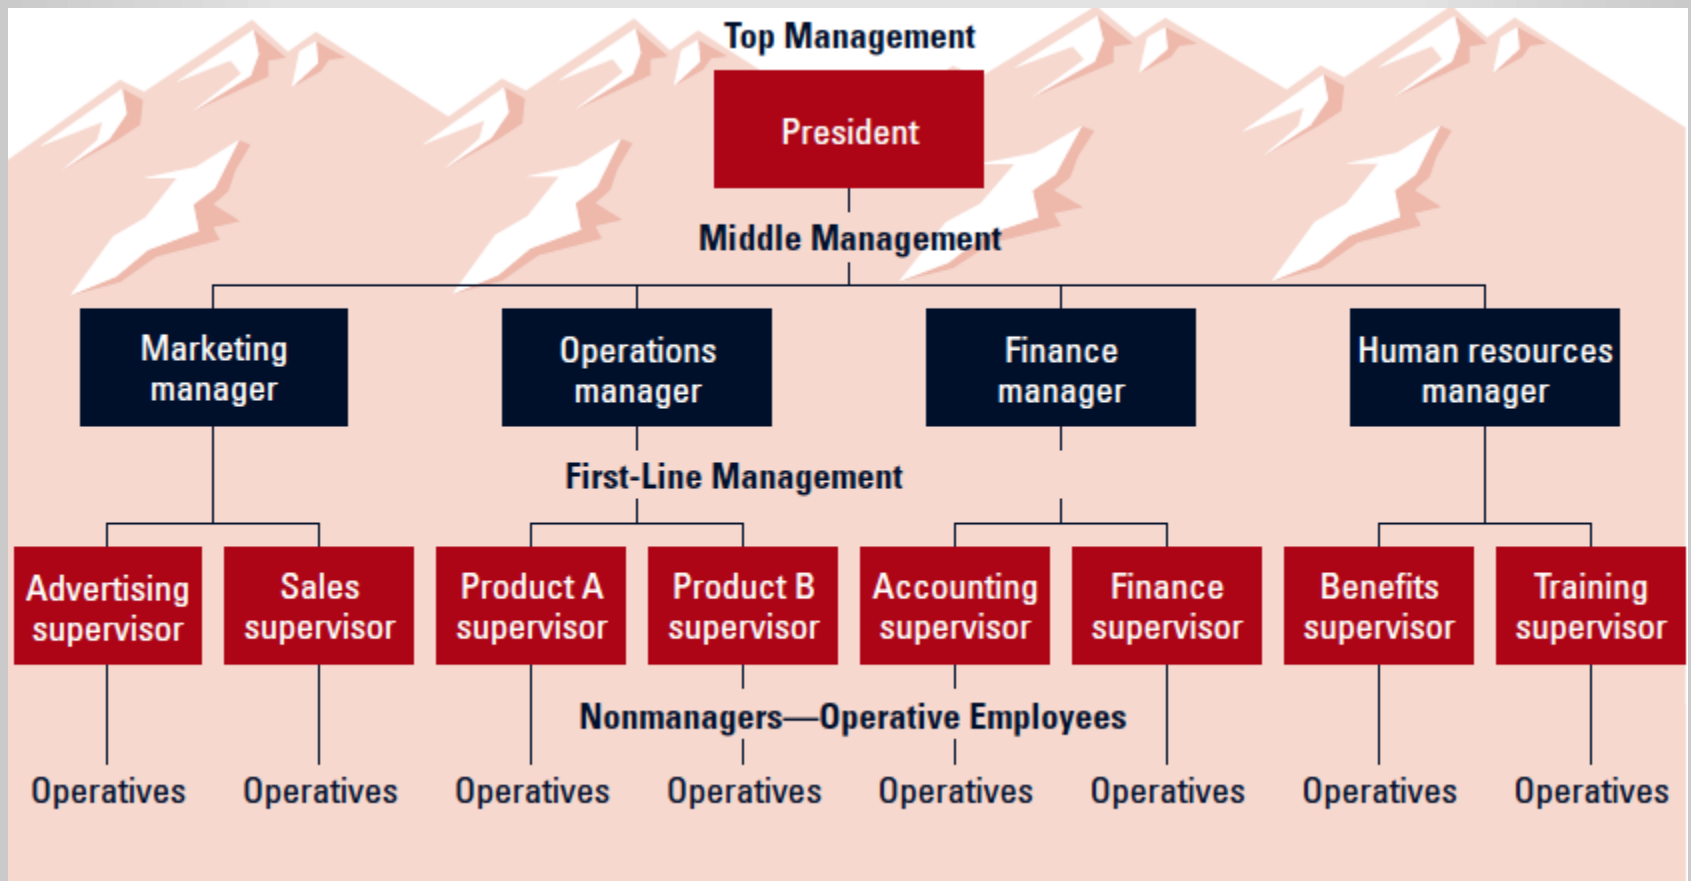 Top Management
President
Middle Management
Marketing
manager
Operations
manager
Finance
manager
Human resources
manager
First-Line Management
Advertising
supervisor
Sales
supervisor
Product A
supervisor
Product B
supervisor
Accounting
supervisor
Finance
supervisor
Benefits
supervisor
Training
supervisor
Nonmanagers—Operative Employees
Operatives
Operatives
Operatives
Operatives
Operatives
Operatives
Operatives
Operatives